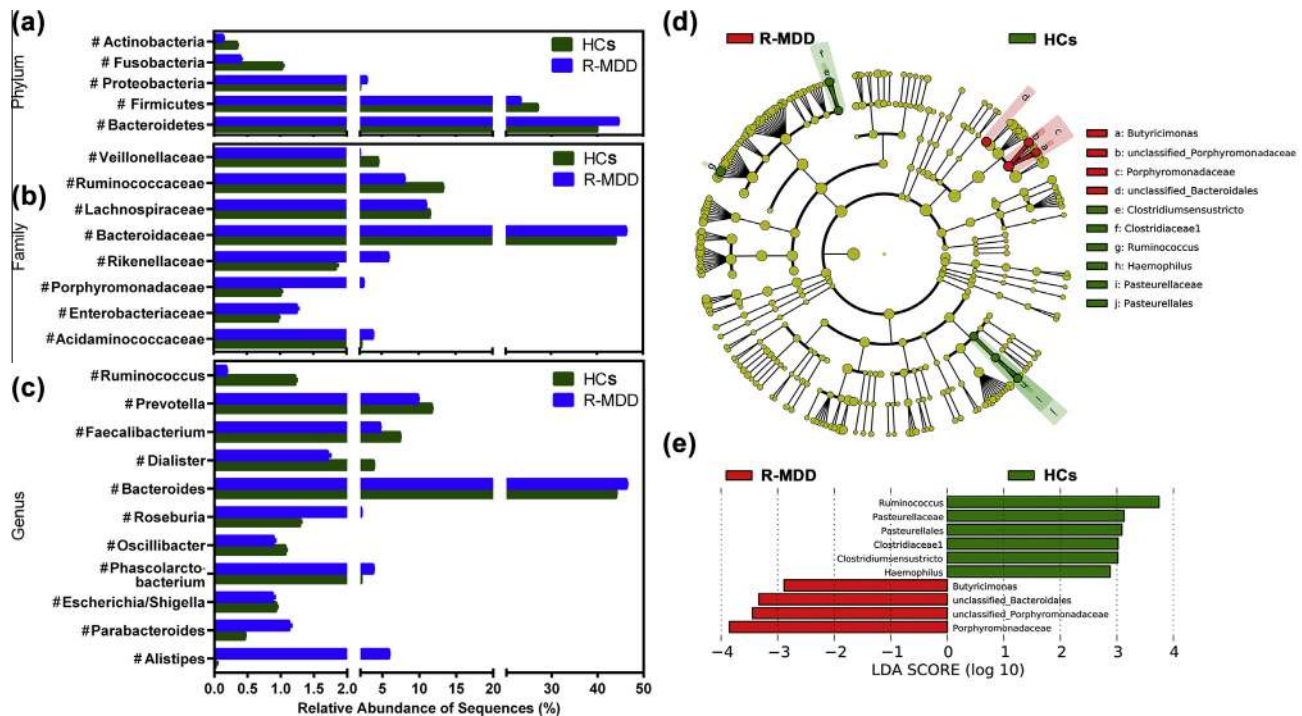 (a)
Phylum
# Actinobacteria
# Fusobacteria
# Proteobacteria
# Firmicutes
# Bacteroidetes
HCs
R-MDD
(b)
Family
#Veillonellaceae
#Ruminococcaceae
#Lachnospiraceae
# Bacteroidaceae
#Rikenellaceae
#Porphyromonadaceae
#Enterobacteriaceae
#Acidaminococcaceae
HCs
R-MDD
(c)
Genus
#Ruminococcus
#Prevotella
#Faecalibacterium
# Dialister
#Bacteroides
#Roseburia
#Oscillibacter
#Phascolarcto-
bacterium
#Escherichia/Shigella
#Parabacteroides
#Alistipes
HCs
R-MDD
0.0 0.5 1.0 1.5 2.0 5 10 15 20 30 40 50
Relative Abundance of Sequences (%)
(d)
R-MDD
HCs
a: Butyricimonas
b: unclassified_Porphyromonadaceae
c: Porphyromonadaceae
d: unclassified_Bacteroidales
e: Clostridiumsensustricto
f: Clostridiaceae1
g: Ruminococcus
h: Haemophilus
i: Pasteurellaceae
j: Pasteurellales
(e)
R-MDD
HCs
Ruminococcus
Pasteurellaceae
Pasteurellales
Clostridiaceae1
Clostridiumsensustricto
Haemophilus
Butyricimonas
unclassified_Bacteroidales
unclassified_Porphyromonadaceae
Porphyromonadaceae
−4 −3 −2 −1 0 1 2 3 4
LDA SCORE (log 10)